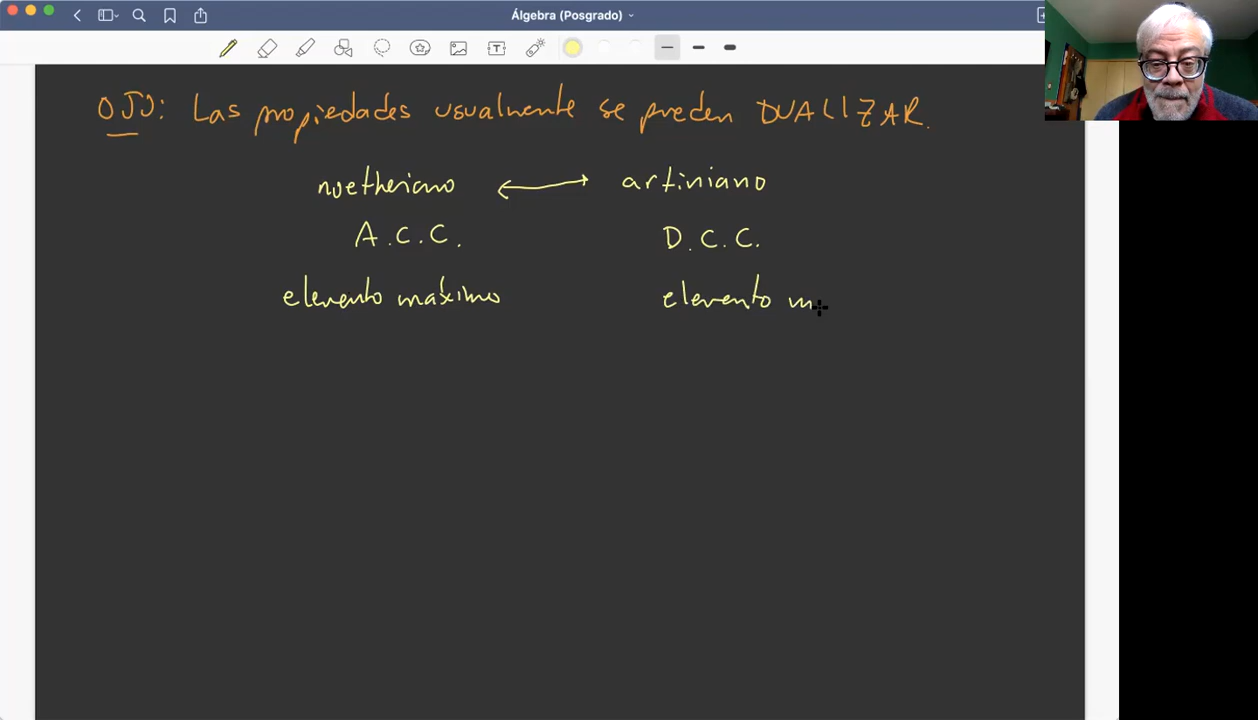 Álgebra (Posgrado)
OJO: Las propiedades usualmente se pueden DUALIZAR.
noetheriano ⟷ artiniano
A.C.C. D.C.C.
elemento máximo elemento m